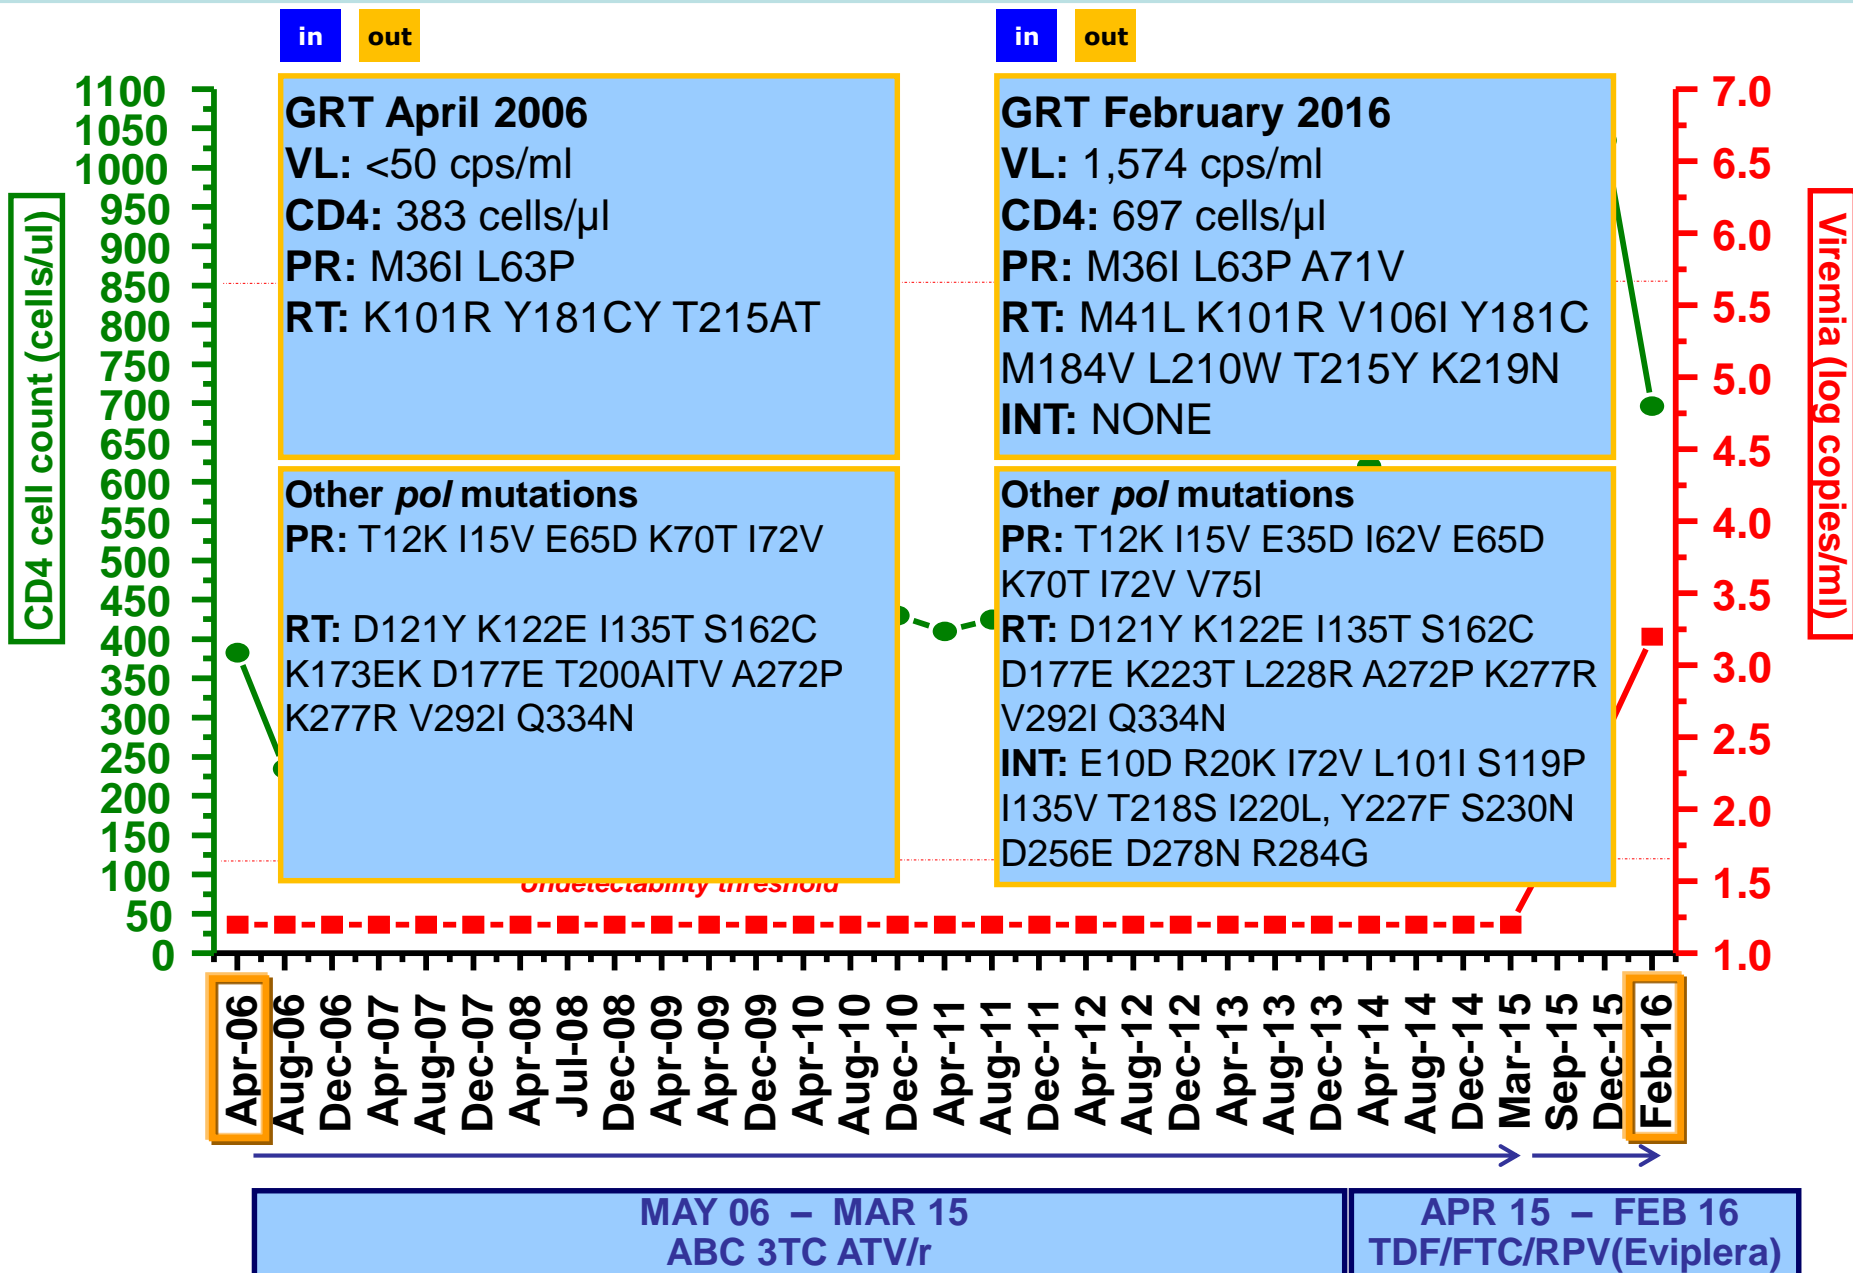 in out
in out
GRT April 2006
VL: <50 cps/ml
CD4: 383 cells/µl
PR: M36I L63P
RT: K101R Y181CY T215AT
Other pol mutations
PR: T12K I15V E65D K70T I72V
RT: D121Y K122E I135T S162C
K173EK D177E T200AITV A272P
K277R V292I Q334N
GRT February 2016
VL: 1,574 cps/ml
CD4: 697 cells/µl
PR: M36I L63P A71V
RT: M41L K101R V106I Y181C
M184V L210W T215Y K219N
INT: NONE
Other pol mutations
PR: T12K I15V E35D I62V E65D
K70T I72V V75I
RT: D121Y K122E I135T S162C
D177E K223T L228R A272P K277R
V292I Q334N
INT: E10D R20K I72V L101I S119P
I135V T218S I220L, Y227F S230N
D256E D278N R284G
CD4 cell count (cells/ul)
1100
1050
1000
950
900
850
800
750
700
650
600
550
500
450
400
350
300
250
200
150
100
50
0
Viremia (log copies/ml)
7.0
6.5
6.0
5.5
5.0
4.5
4.0
3.5
3.0
2.5
2.0
1.5
1.0
Undetectability threshold
Apr-06
Aug-06
Dec-06
Apr-07
Aug-07
Dec-07
Apr-08
Jul-08
Dec-08
Apr-09
Apr-09
Dec-09
Apr-10
Aug-10
Dec-10
Apr-11
Aug-11
Dec-11
Apr-12
Aug-12
Dec-12
Apr-13
Aug-13
Dec-13
Apr-14
Aug-14
Dec-14
Mar-15
Sep-15
Dec-15
Feb-16
MAY 06 – MAR 15
ABC 3TC ATV/r
APR 15 – FEB 16
TDF/FTC/RPV(Eviplera)